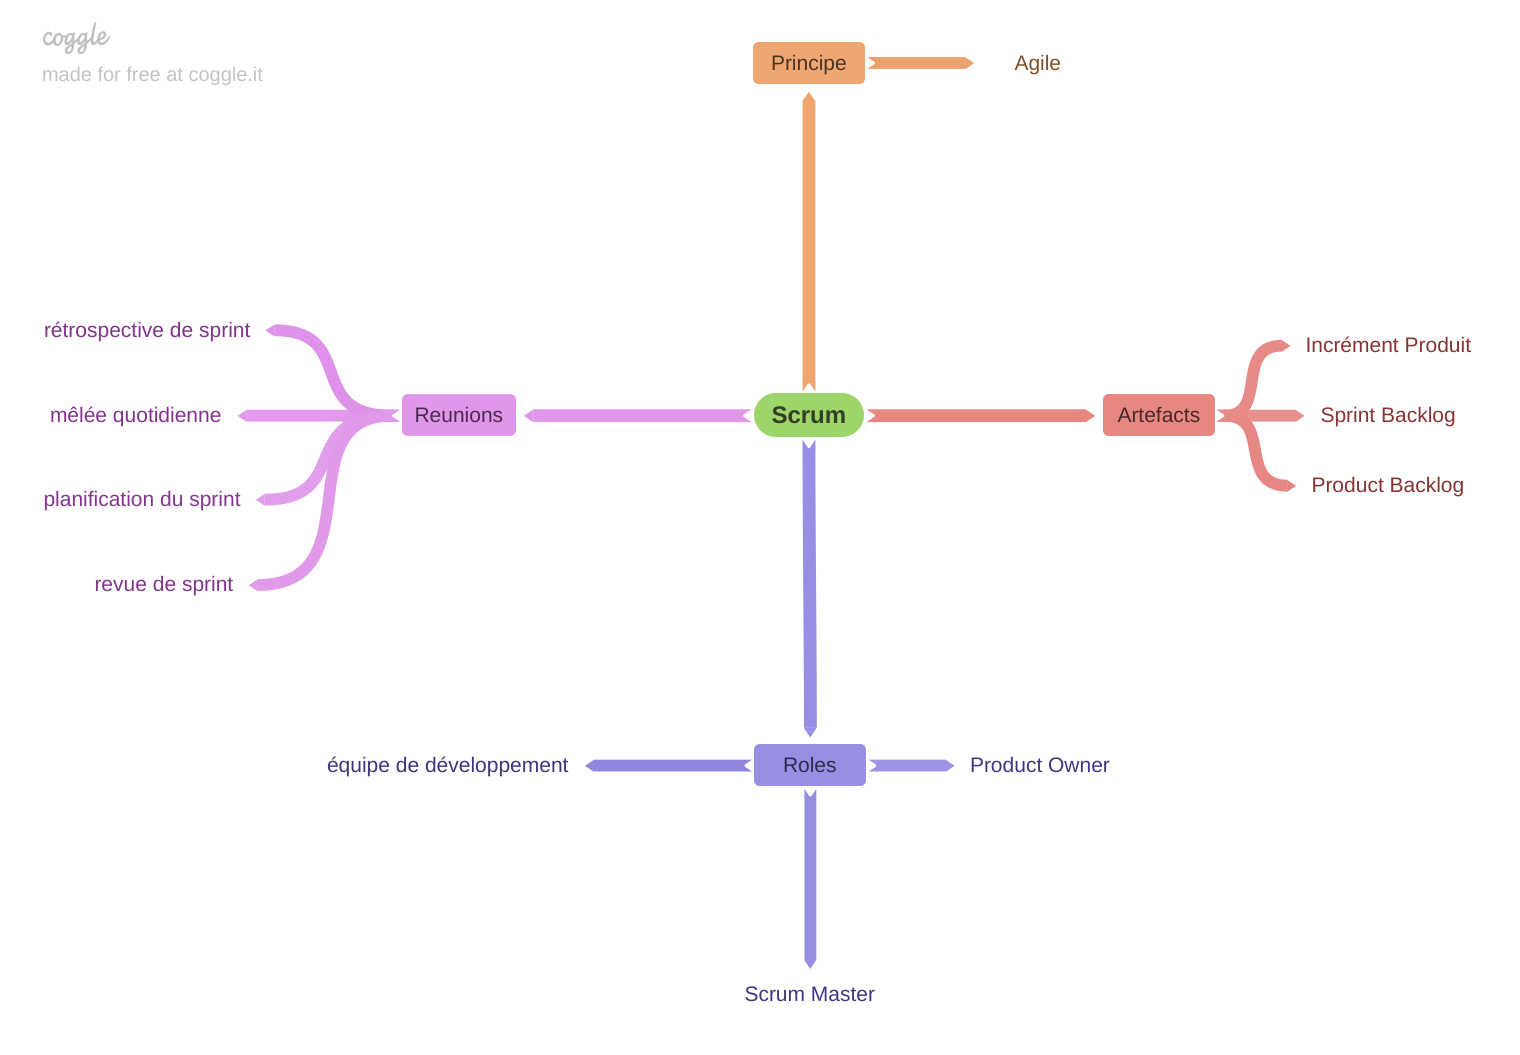 coggle
made for free at coggle.it
Principe
Agile
rétrospective de sprint
mêlée quotidienne
planification du sprint
revue de sprint
Reunions
Scrum
Artefacts
Incrément Produit
Sprint Backlog
Product Backlog
équipe de développement
Roles
Product Owner
Scrum Master